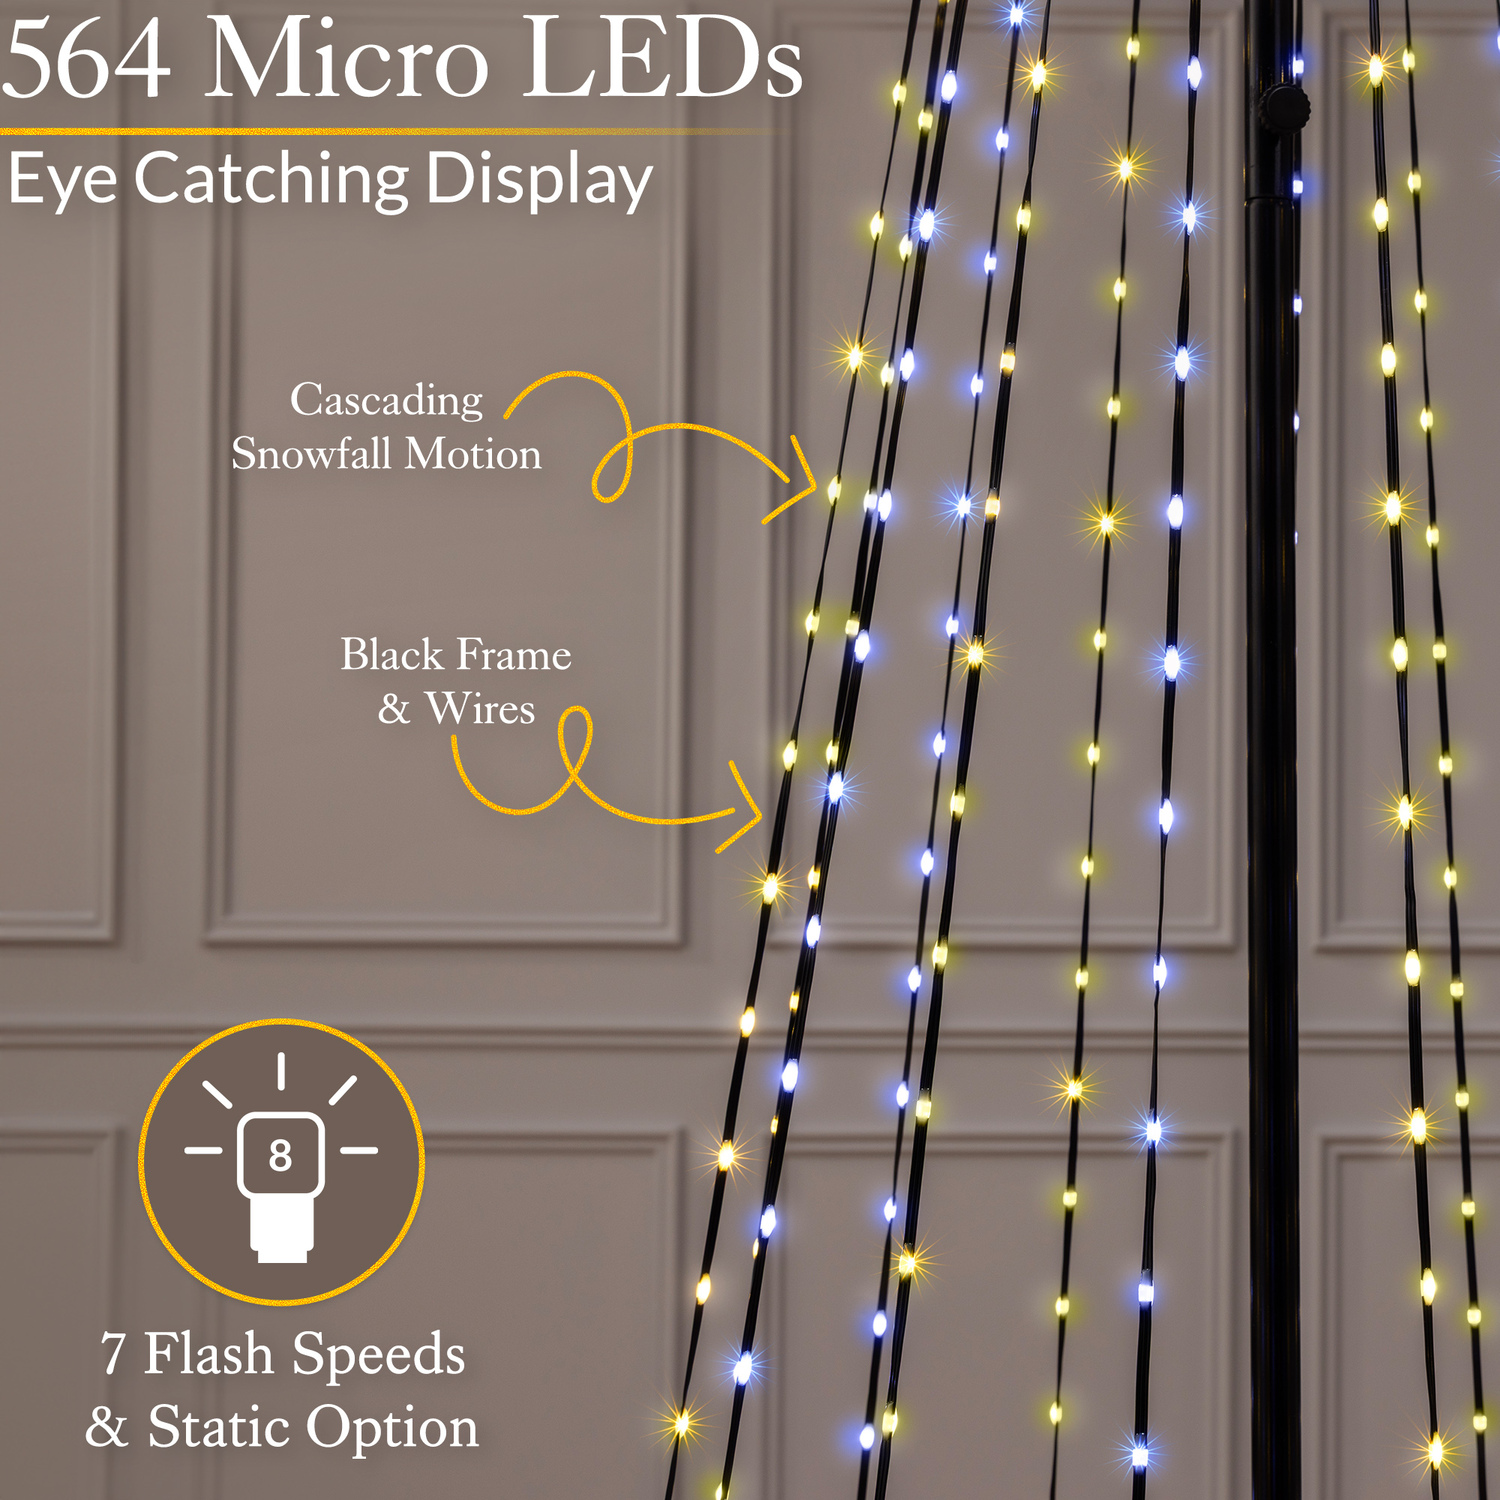 564 Micro LEDs
Eye Catching Display
Cascading
Snowfall Motion
Black Frame
& Wires
8
7 Flash Speeds
& Static Option